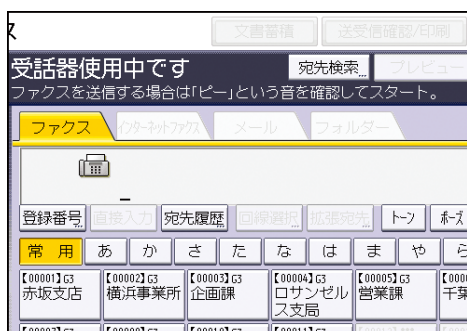 文書蓄積 送受信確認/印刷
受話器使用中です 宛先検索 プレビュー
ファクスを送信する場合は｢ピー｣という音を確認してスタート。
ファクス インターネットファクス メール フォルダー
登録番号 直接入力 宛先履歴 回線選択 拡張宛先 トーン ポーズ
常用 あ か さ た な は ま や ら
【00001】G3 【00002】G3 【00003】G3 【00004】G3 【00005】G3
赤坂支店 横浜事業所 企画課 ロサンゼル 営業課 千葉
ス支局